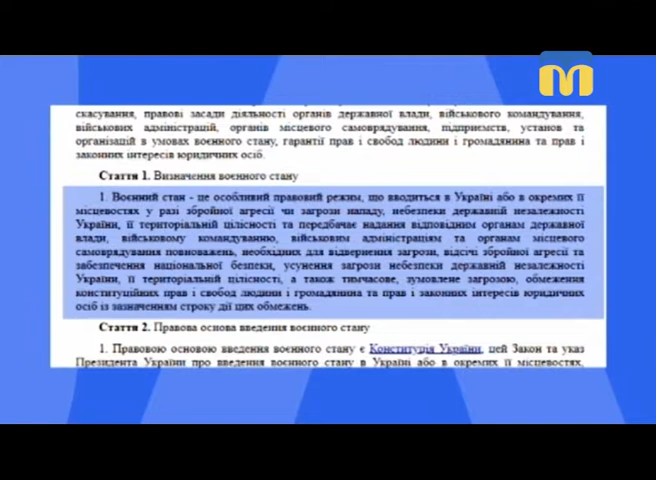 скасування, правові засади діяльності органів державної влади, військового командування,
військових адміністрацій, органів місцевого самоврядування, підприємств, установ та
організацій в умовах воєнного стану, гарантії прав і свобод людини і громадянина та прав і
законних інтересів юридичних осіб.
Стаття 1. Визначення воєнного стану
1. Воєнний стан - це особливий правовий режим, що вводиться в Україні або в окремих її
місцевостях у разі збройної агресії чи загрози нападу, небезпеки державній незалежності
України, її територіальній цілісності та передбачає надання відповідним органам державної
влади, військовому командуванню, військовим адміністраціям та органам місцевого
самоврядування повноважень, необхідних для відвернення загрози, відсічі збройної агресії та
забезпечення національної безпеки, усунення загрози небезпеки державній незалежності
України, її територіальній цілісності, а також тимчасове, зумовлене загрозою, обмеження
конституційних прав і свобод людини і громадянина та прав і законних інтересів юридичних
осіб із зазначенням строку дії цих обмежень.
Стаття 2. Правова основа введення воєнного стану
1. Правовою основою введення воєнного стану є Конституція України, цей Закон та указ
Президента України про введення воєнного стану в Україні або в окремих її місцевостях,